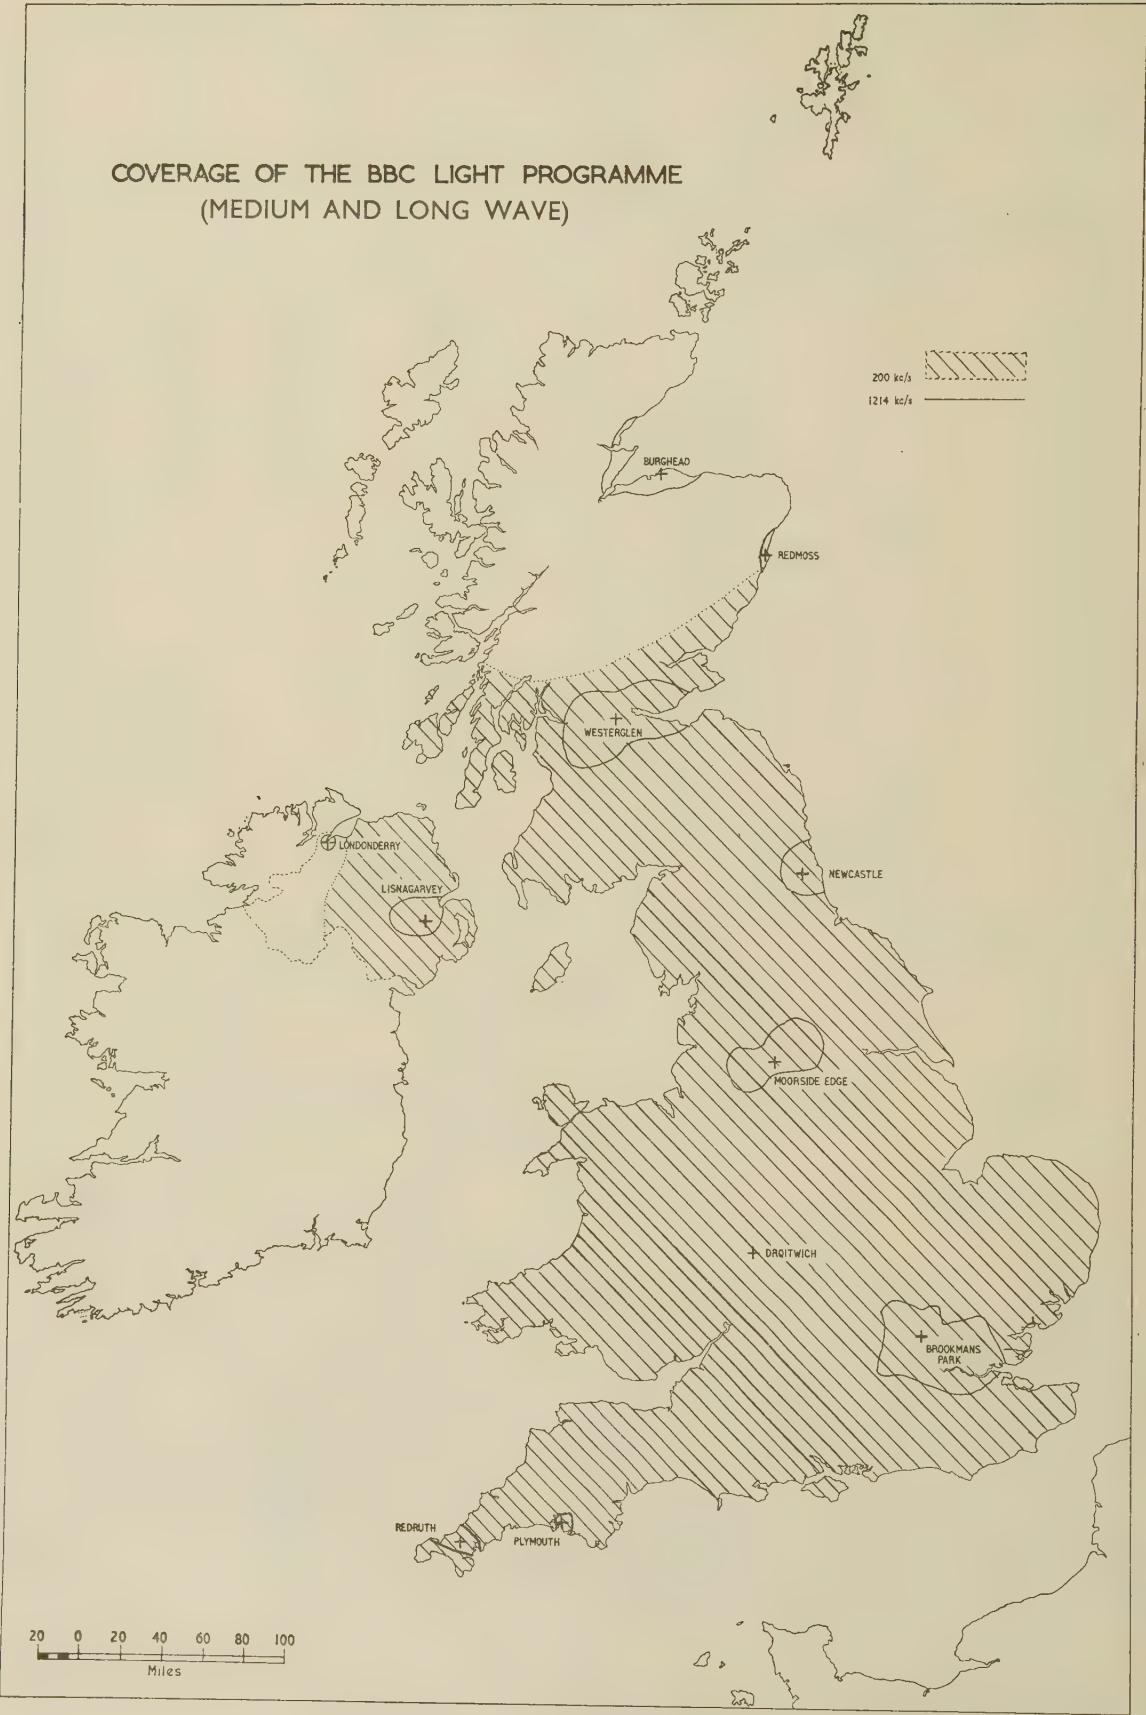 COVERAGE OF THE BBC LIGHT PROGRAMME
(MEDIUM AND LONG WAVE)
200 kc/s
1214 kc/s
BURGHEAD
REDMOSS
WESTERGLEN
LONDONDERRY
NEWCASTLE
LISNAGARVEY
MOORSIDE EDGE
DROITWICH
BROOKMANS
PARK
REDRUTH
PLYMOUTH
20 0 20 40 60 80 100
Miles